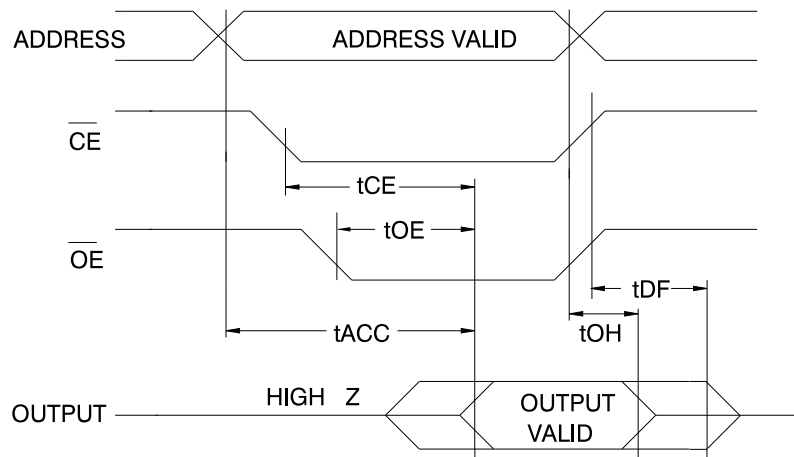 ADDRESS
ADDRESS VALID
CE
tCE
OE
tOE
tDF
tACC
tOH
HIGH Z
OUTPUT
OUTPUT
VALID